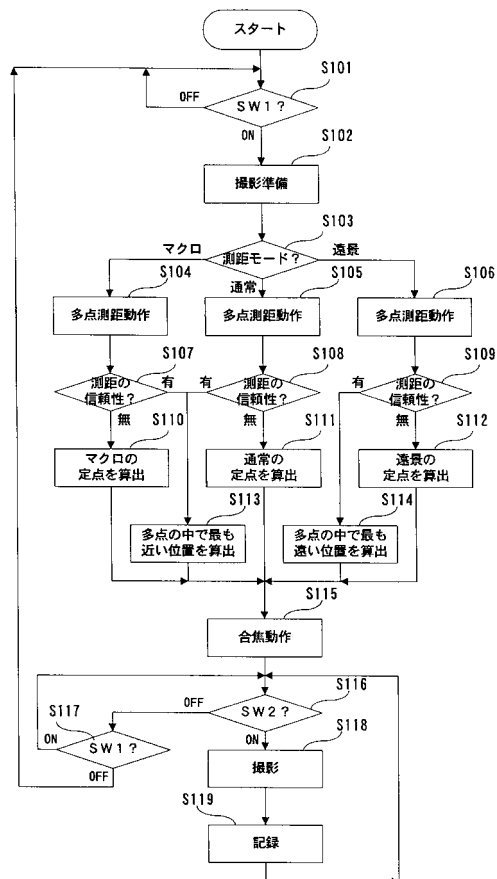 スタート
S101
SW1?
OFF
ON
S102
撮影準備
S103
測距モード?
マクロ
通常
遠景
S104
S105
S106
多点測距動作
多点測距動作
多点測距動作
S107
S108
S109
測距の
信頼性?
有
無
測距の
信頼性?
有
無
測距の
信頼性?
有
無
S110
S111
S112
マクロの
定点を算出
通常の
定点を算出
遠景の
定点を算出
S113
S114
多点の中で最も
近い位置を算出
多点の中で最も
遠い位置を算出
S115
合焦動作
S116
SW2?
OFF
ON
S117
SW1?
ON
OFF
S118
撮影
S119
記録